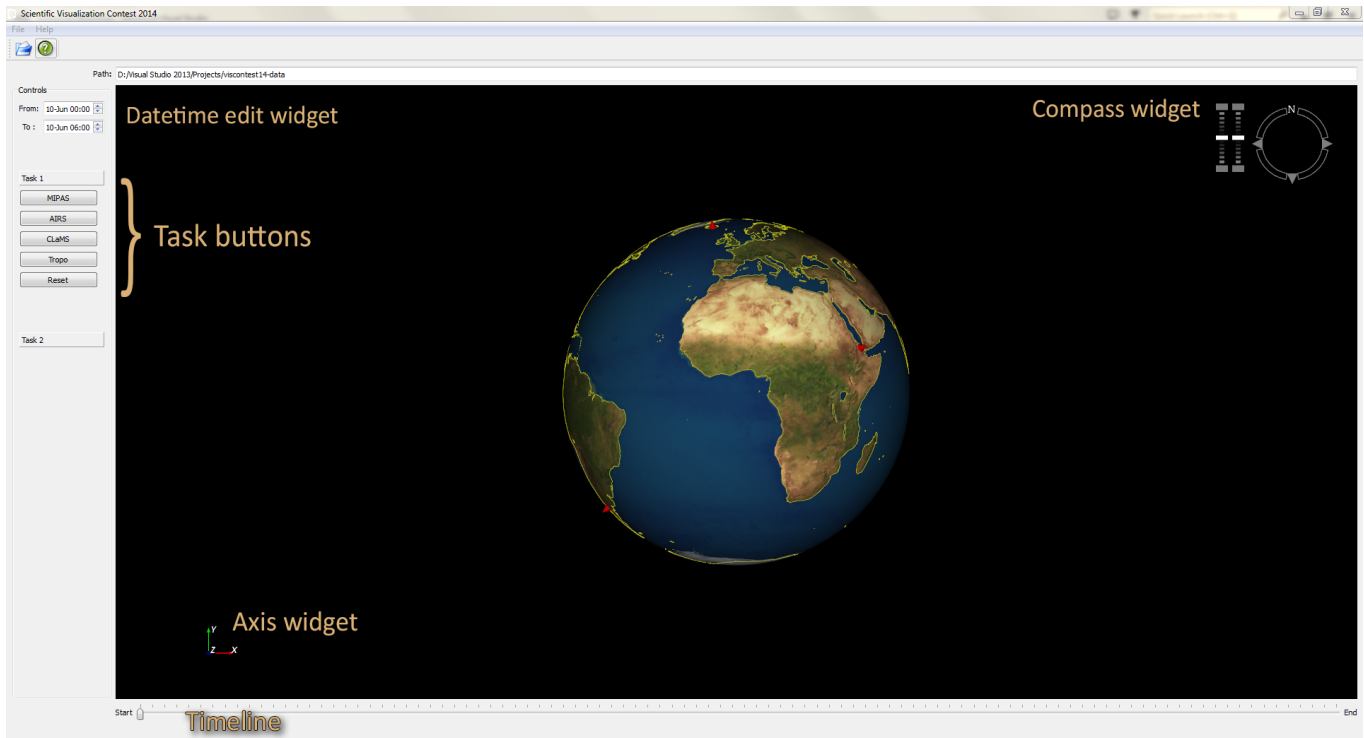 Scientific Visualization Contest 2014
File Help
Path: D:/Visual Studio 2013/Projects/viscontest14-data
Controls
From: 10-Jun 00:00
To : 10-Jun 06:00
Datetime edit widget
Compass widget
N
Task 1
MIPAS
AIRS
CLaMS
Tropo
Reset
Task buttons
Task 2
Axis widget
Y
Z X
Start
End
Timeline